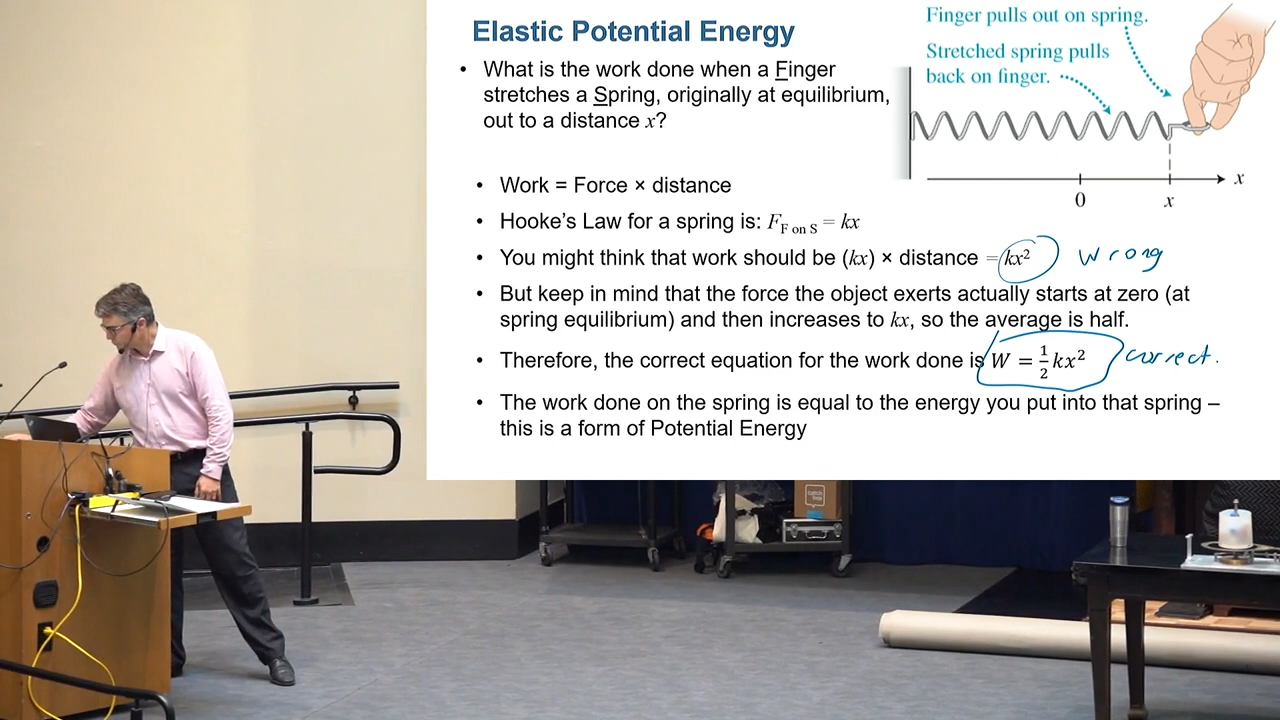 Elastic Potential Energy
• What is the work done when a Finger
stretches a Spring, originally at equilibrium,
out to a distance x?
Finger pulls out on spring.
Stretched spring pulls
back on finger.
x
0 x
• Work = Force × distance
• Hooke's Law for a spring is: F_F on S = kx
• You might think that work should be (kx) × distance = kx² Wrong
• But keep in mind that the force the object exerts actually starts at zero (at
spring equilibrium) and then increases to kx, so the average is half.
• Therefore, the correct equation for the work done is W = 1/2 kx² correct.
• The work done on the spring is equal to the energy you put into that spring –
this is a form of Potential Energy